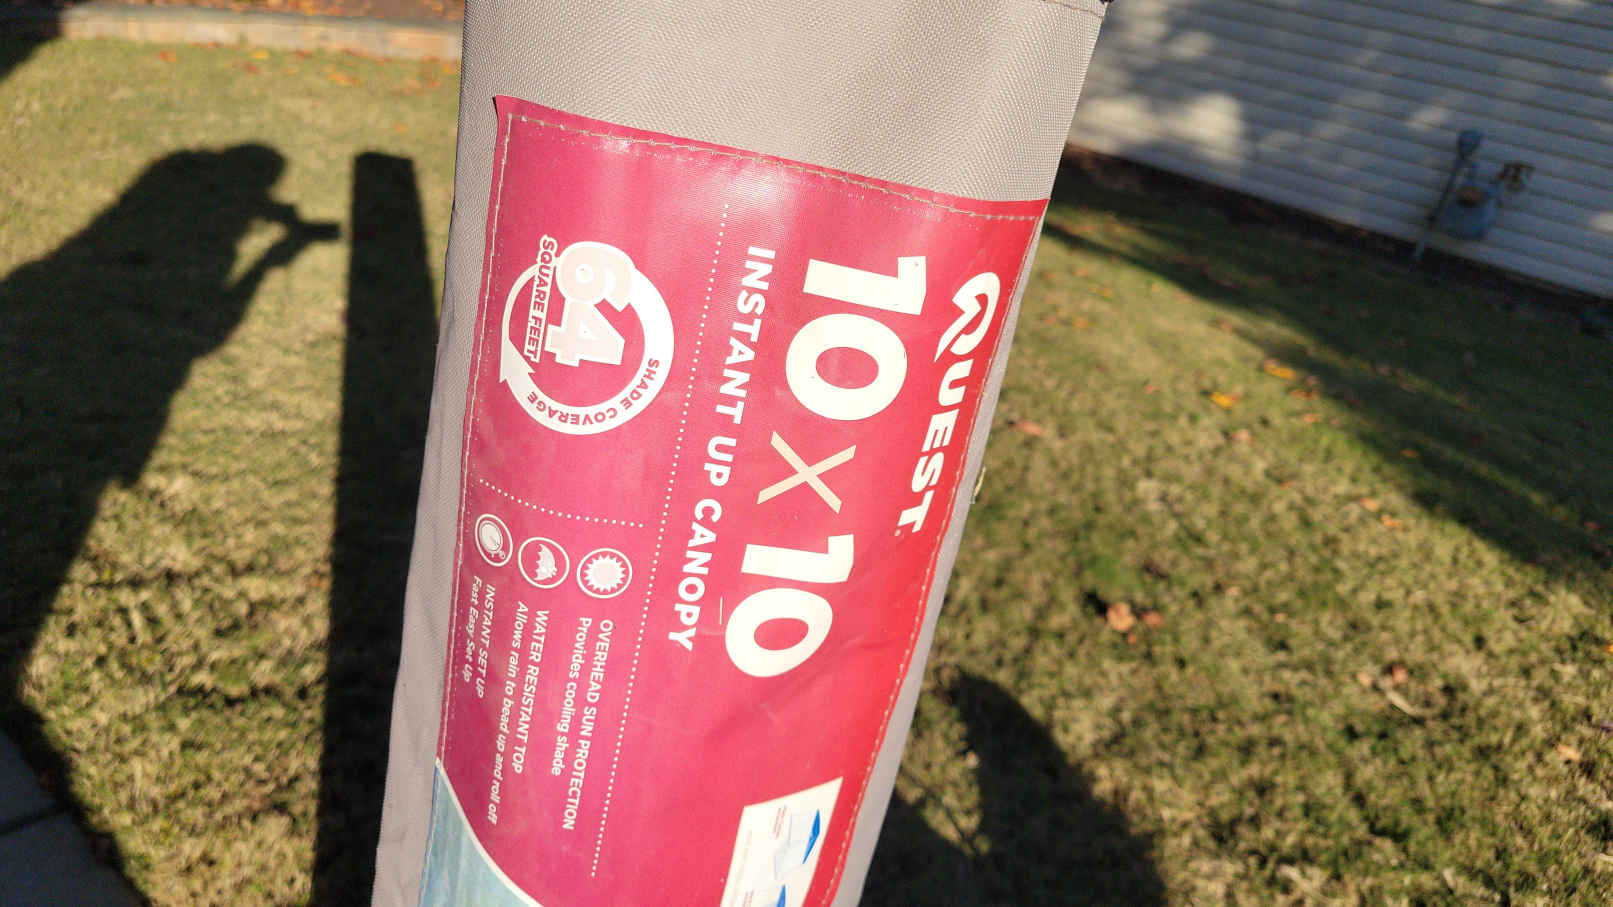 QUEST
10 X 10
INSTANT UP CANOPY
64
SQUARE FEET
SHADE COVERAGE
OVERHEAD SUN PROTECTION
Provides cooling shade
WATER RESISTANT TOP
Allows rain to bead up and roll off
INSTANT SET UP
Fast Easy Set Up